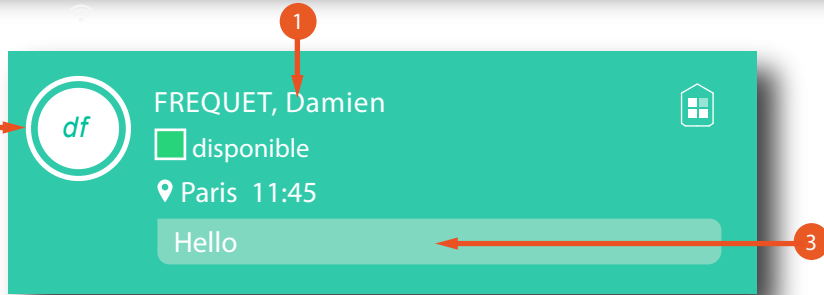 1
FREQUET, Damien
df
disponible
Paris 11:45
Hello
3